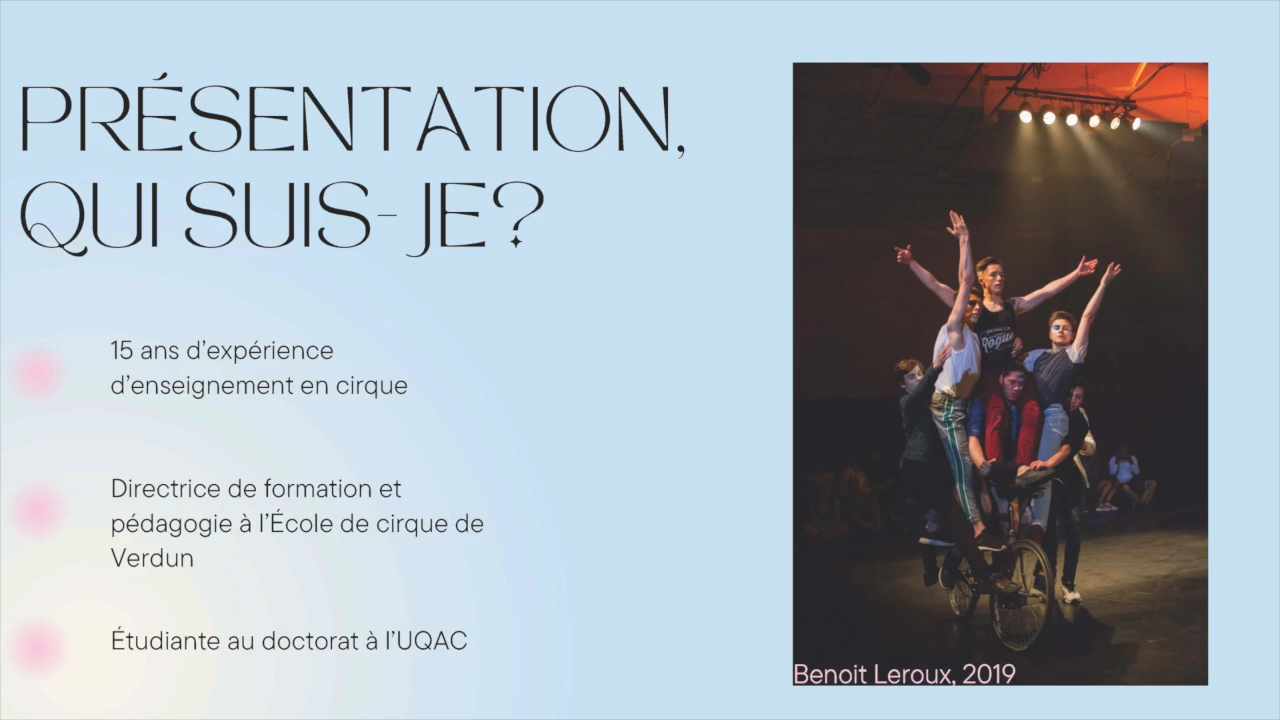 PRÉSENTATION,
QUI SUIS-JE?
15 ans d’expérience
d’enseignement en cirque
Directrice de formation et
pédagogie à l’École de cirque de
Verdun
Étudiante au doctorat à l’UQAC
Rogue
Benoit Leroux, 2019